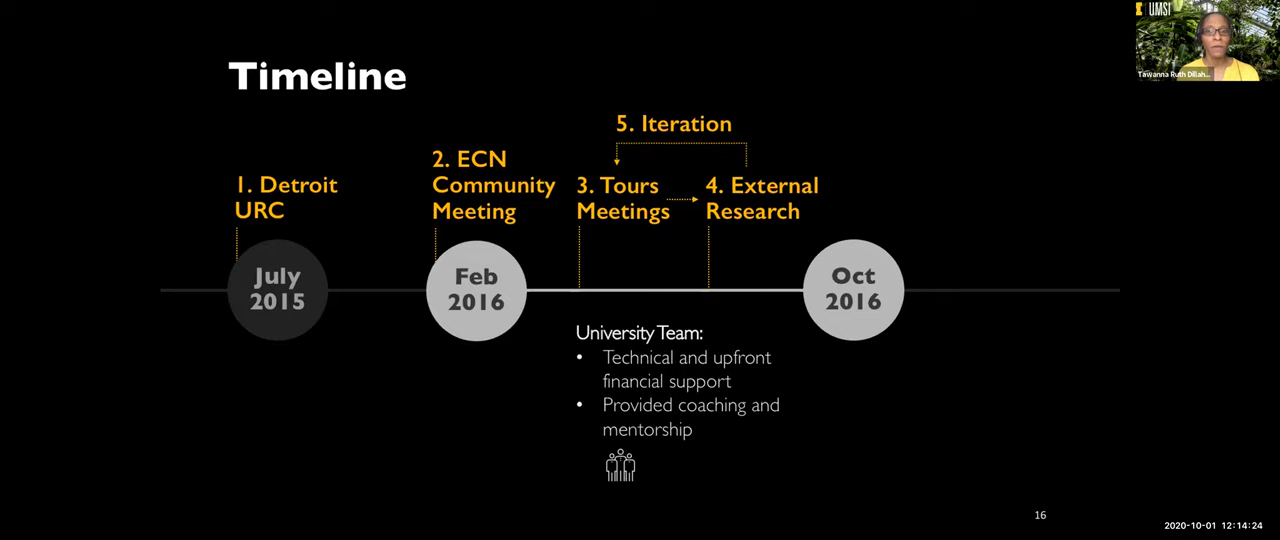 UMSI
Tawanna Ruth Dillah...
Timeline
5. Iteration
1. Detroit
URC
2. ECN
Community
Meeting
3. Tours
Meetings
4. External
Research
July
2015
Feb
2016
Oct
2016
University Team:
• Technical and upfront
financial support
• Provided coaching and
mentorship
16
2020-10-01 12:14:24